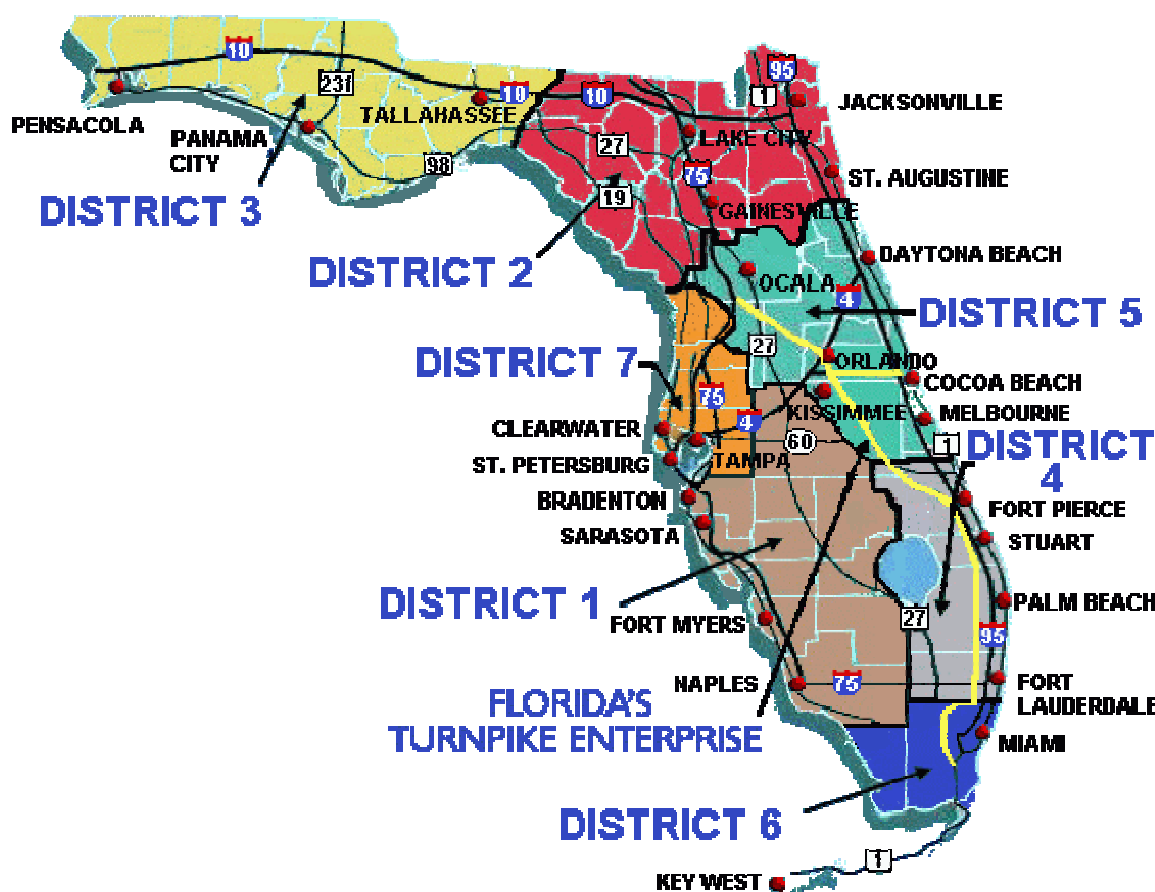 10
95
231
1
JACKSONVILLE
10
10
TALLAHASSEE
PENSACOLA
PANAMA
CITY
LAKE CITY
27
98
75
ST. AUGUSTINE
19
DISTRICT 3
GAINESVILLE
DAYTONA BEACH
DISTRICT 2
OCALA
4
DISTRICT 5
27
DISTRICT 7
ORLANDO
COCOA BEACH
75
KISSIMMEE
MELBOURNE
4
CLEARWATER
60
1
DISTRICT
4
ST. PETERSBURG
TAMPA
BRADENTON
FORT PIERCE
SARASOTA
STUART
DISTRICT 1
PALM BEACH
FORT MYERS
27
95
NAPLES
75
FORT
LAUDERDALE
FLORIDA'S
TURNPIKE ENTERPRISE
MIAMI
DISTRICT 6
1
KEY WEST